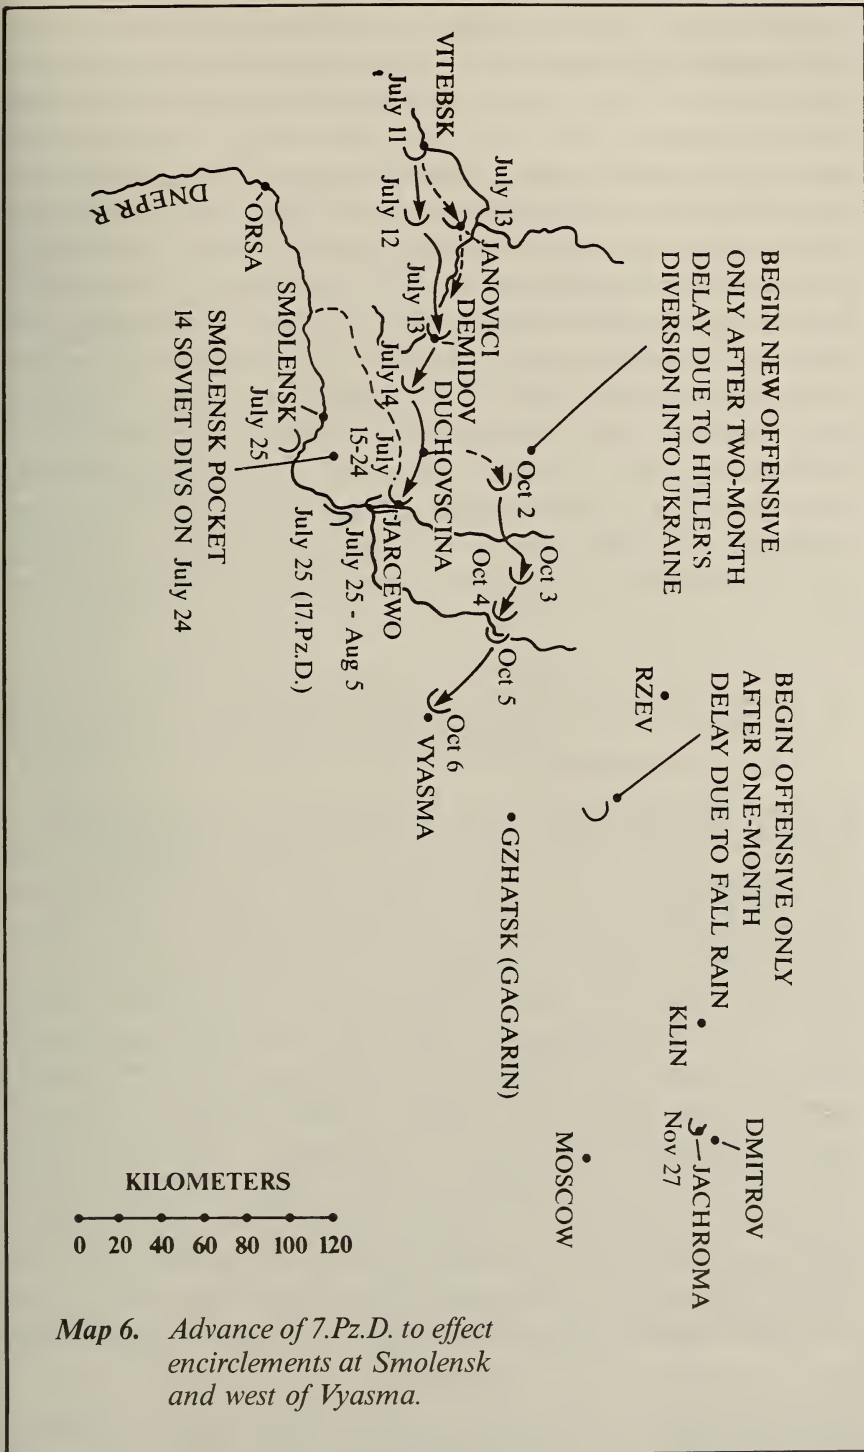 VITEBSK
July 11
July 12
July 13
July 13
JANOVICI
DEMIDOV
July 14
DUCHOVSCINA
July
15-24
JARCEWO
July 25 - Aug 5
July 25 (17.Pz.D.)
DNEPR R
ORSA
SMOLENSK
July 25
SMOLENSK POCKET
14 SOVIET DIVS ON July 24
BEGIN NEW OFFENSIVE
ONLY AFTER TWO-MONTH
DELAY DUE TO HITLER'S
DIVERSION INTO UKRAINE
Oct 2
Oct 3
Oct 4
Oct 5
Oct 6
VYASMA
BEGIN OFFENSIVE ONLY
AFTER ONE-MONTH
DELAY DUE TO FALL RAIN
RZEV
GZHATSK (GAGARIN)
KLIN
DMITROV
JACHROMA
Nov 27
MOSCOW
KILOMETERS
0 20 40 60 80 100 120
Map 6. Advance of 7.Pz.D. to effect
encirclements at Smolensk
and west of Vyasma.